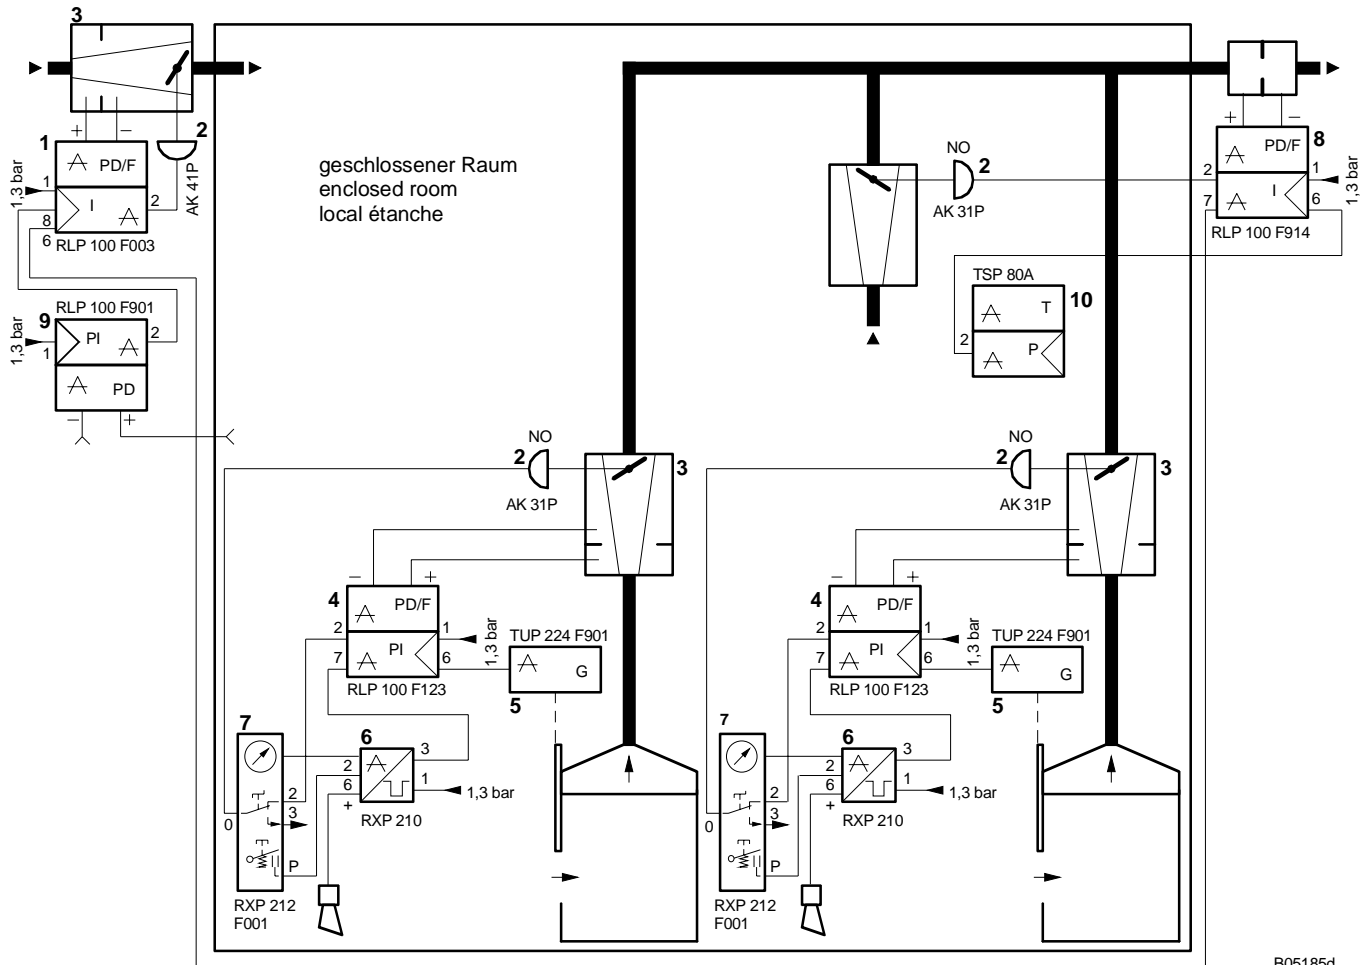 3
+
–
1
2
PD/F
1,3 bar
1
I
2
8
6
RLP 100 F003
AK 41P
geschlossener Raum
enclosed room
local étanche
RLP 100 F901
9
1,3 bar
1
PI
2
PD
–
+
NO
2
AK 31P
+
–
8
PD/F
2
1
I
7
6
1,3 bar
RLP 100 F914
TSP 80A
10
T
2
P
NO
2
3
AK 31P
–
+
4
PD/F
2
1
PI
7
6
1,3 bar
RLP 100 F123
TUP 224 F901
G
5
7
6
3
2
1
6
+
1,3 bar
RXP 210
2
3
0
P
RXP 212
F001
NO
2
3
AK 31P
–
+
4
PD/F
2
1
PI
7
6
1,3 bar
RLP 100 F123
TUP 224 F901
G
5
7
6
3
2
1
6
+
1,3 bar
RXP 210
2
3
0
P
RXP 212
F001
B05185d